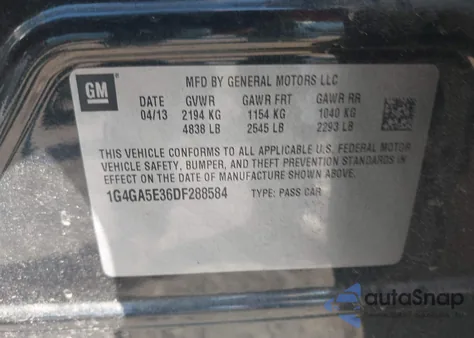 GM
MFD BY GENERAL MOTORS LLC
DATE GVWR GAWR FRT GAWR RR
04/13 2194 KG 1154 KG 1040 KG
4838 LB 2545 LB 2293 LB
THIS VEHICLE CONFORMS TO ALL APPLICABLE U.S. FEDERAL MOTOR
VEHICLE SAFETY, BUMPER, AND THEFT PREVENTION STANDARDS
IN EFFECT ON THE DATE OF MANUFACTURE SHOWN ABOVE.
1G4GA5E36DF288584 TYPE: PASS CAR
autoSnap